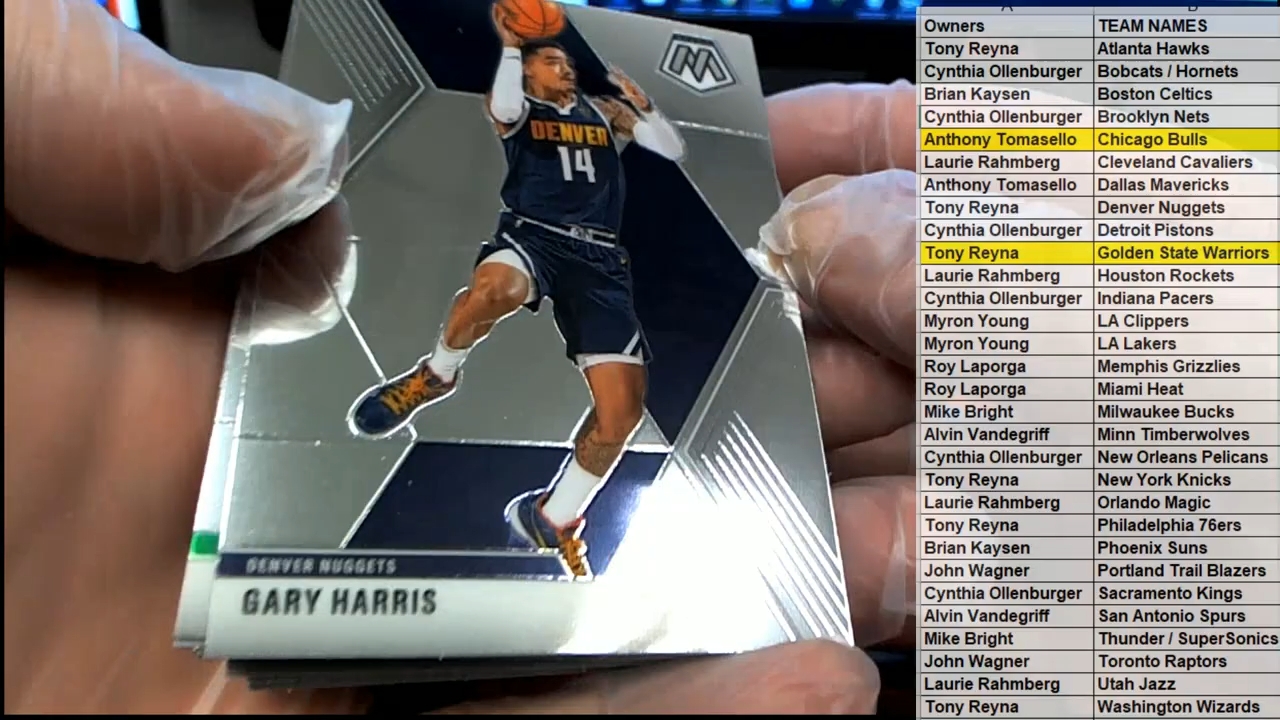 DENVER
14
DENVER NUGGETS
GARY HARRIS
Owners TEAM NAMES
Tony Reyna Atlanta Hawks
Cynthia Ollenburger Bobcats / Hornets
Brian Kaysen Boston Celtics
Cynthia Ollenburger Brooklyn Nets
Anthony Tomasello Chicago Bulls
Laurie Rahmberg Cleveland Cavaliers
Anthony Tomasello Dallas Mavericks
Tony Reyna Denver Nuggets
Cynthia Ollenburger Detroit Pistons
Tony Reyna Golden State Warriors
Laurie Rahmberg Houston Rockets
Cynthia Ollenburger Indiana Pacers
Myron Young LA Clippers
Myron Young LA Lakers
Roy Laporga Memphis Grizzlies
Roy Laporga Miami Heat
Mike Bright Milwaukee Bucks
Alvin Vandegriff Minn Timberwolves
Cynthia Ollenburger New Orleans Pelicans
Tony Reyna New York Knicks
Laurie Rahmberg Orlando Magic
Tony Reyna Philadelphia 76ers
Brian Kaysen Phoenix Suns
John Wagner Portland Trail Blazers
Cynthia Ollenburger Sacramento Kings
Alvin Vandegriff San Antonio Spurs
Mike Bright Thunder / SuperSonics
John Wagner Toronto Raptors
Laurie Rahmberg Utah Jazz
Tony Reyna Washington Wizards